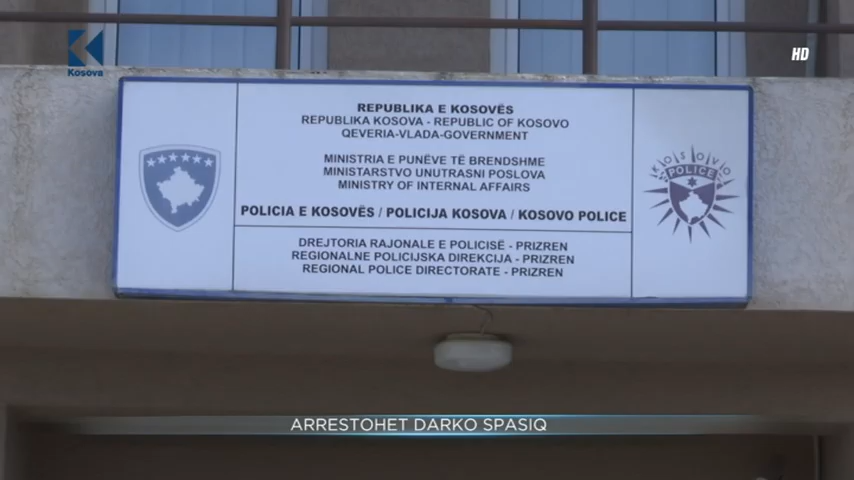 Kosova
HD
REPUBLIKA E KOSOVËS
REPUBLIKA KOSOVA - REPUBLIC OF KOSOVO
QEVERIA-VLADA-GOVERNMENT
MINISTRIA E PUNËVE TË BRENDSHME
MINISTARSTVO UNUTRASNI POSLOVA
MINISTRY OF INTERNAL AFFAIRS
POLICIA E KOSOVËS / POLICIJA KOSOVA / KOSOVO POLICE
DREJTORIA RAJONALE E POLICISË - PRIZREN
REGIONALNE POLICIJSKA DIREKCIJA - PRIZREN
REGIONAL POLICE DIRECTORATE - PRIZREN
KOSOVO
POLICE
ARRESTOHET DARKO SPASIQ